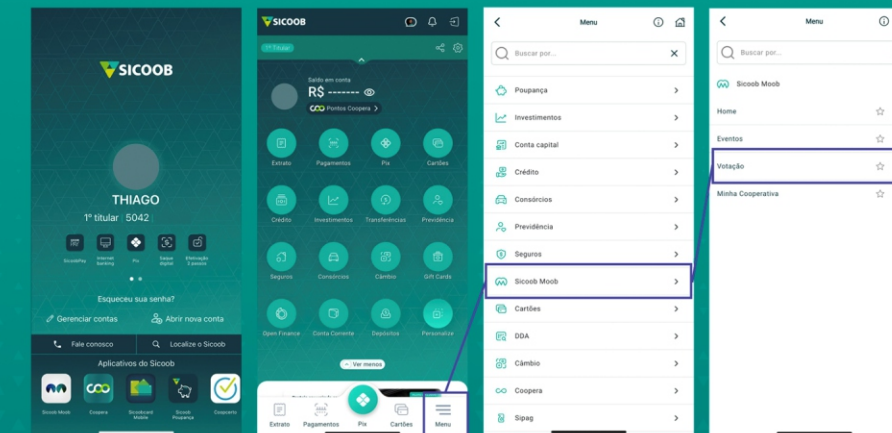 SICOOB
THIAGO
1º titular | 5042
SicoobPay
Internet Banking
Pix
Saque digital
Efetivação 2 pessoa
Esqueceu sua senha?
Gerenciar contas
Abrir nova conta
Fale conosco
Localize o Sicoob
Aplicativos do Sicoob
Sicoob Moob
Coopera
Sicoobcard Mobile
Sicoob Poupança
Coopcerto
SICOOB
1º Titular
Saldo em conta
R$ -------
COO Pontos Coopera
Extrato
Pagamentos
Pix
Cartões
Crédito
Investimentos
Transferências
Previdência
Seguros
Consórcios
Câmbio
Gift Cards
Open Finance
Conta Corrente
Depósitos
Personalize
Ver menos
Extrato
Pagamentos
Pix
Cartões
Menu
Menu
Buscar por...
Poupança
Investimentos
Conta capital
Crédito
Consórcios
Previdência
Seguros
Sicoob Moob
Cartões
DDA
Câmbio
Coopera
Sipag
Menu
Buscar por...
Sicoob Moob
Home
Eventos
Votação
Minha Cooperativa